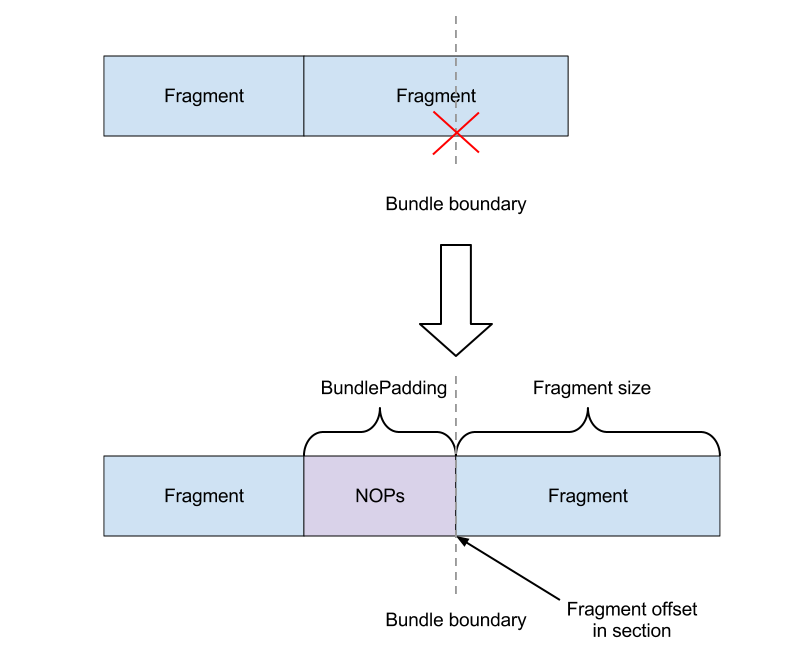 Fragment
Fragment
Bundle boundary
BundlePadding
Fragment size
Fragment
NOPs
Fragment
Bundle boundary
Fragment offset
in section